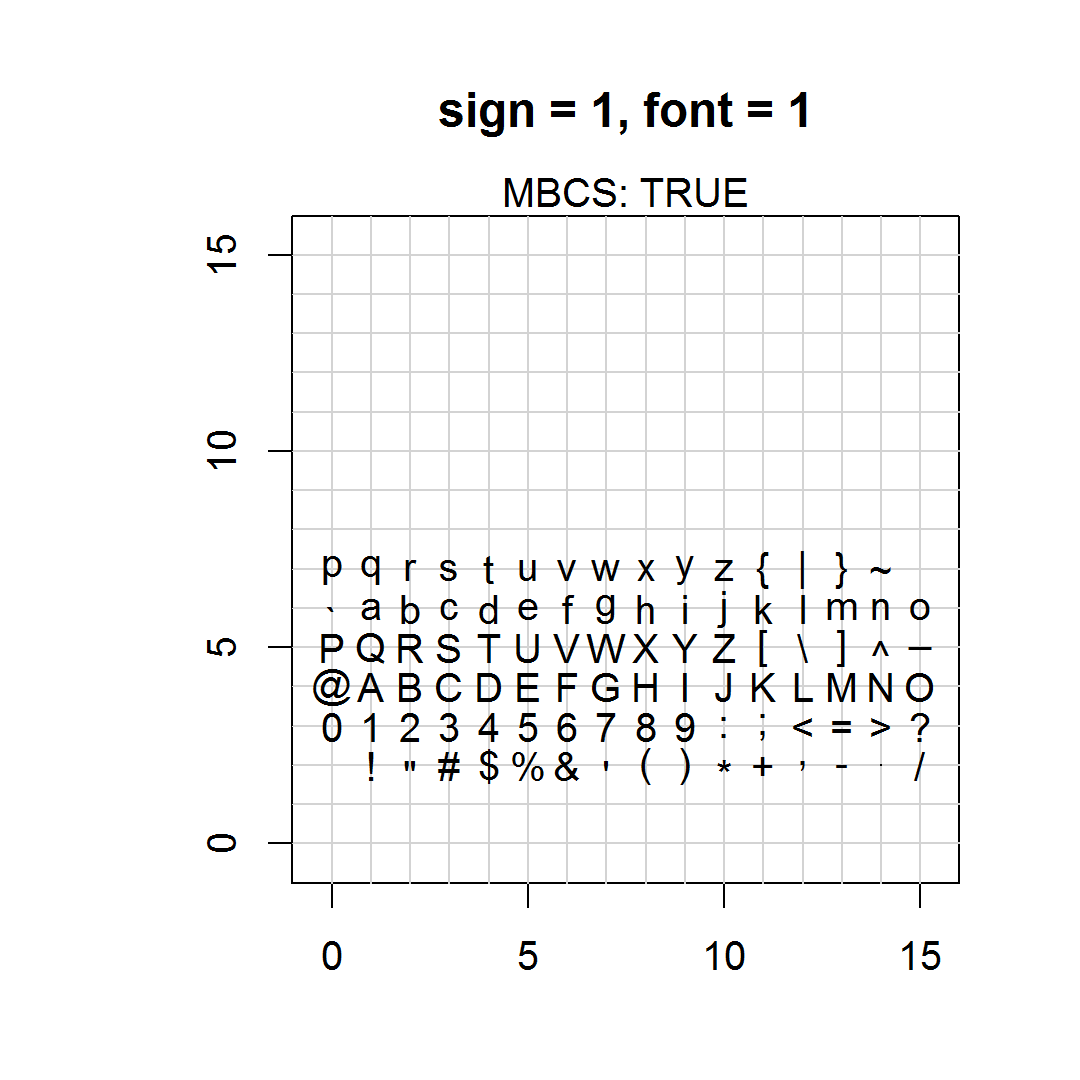 sign = 1, font = 1
MBCS: TRUE
15
10
p q r s t u v w x y z { | } ~
` a b c d e f g h i j k l m n o
5
P Q R S T U V W X Y Z [ \ ] ^ _
@ A B C D E F G H I J K L M N O
0 1 2 3 4 5 6 7 8 9 : ; < = > ?
! " # $ % & ' ( ) * + , - . /
0
0 5 10 15